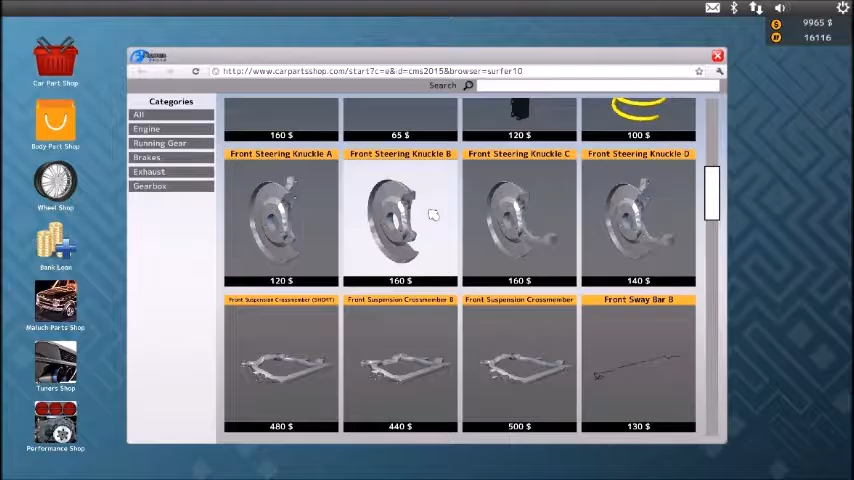 9965 $
16116
Car Part Shop
Body Part Shop
Wheel Shop
Bank Loan
Maluch Parts Shop
Tuners Shop
Performance Shop
http://www.carpartsshop.com/start?c=e&id=cms2015&browser=surfer10
Search
Categories
All
Engine
Running Gear
Brakes
Exhaust
Gearbox
160 $ 65 $ 120 $ 100 $
Front Steering Knuckle A Front Steering Knuckle B Front Steering Knuckle C Front Steering Knuckle D
120 $ 160 $ 160 $ 140 $
Front Suspension Crossmember (SHORT) Front Suspension Crossmember B Front Suspension Crossmember Front Sway Bar B
480 $ 440 $ 500 $ 130 $